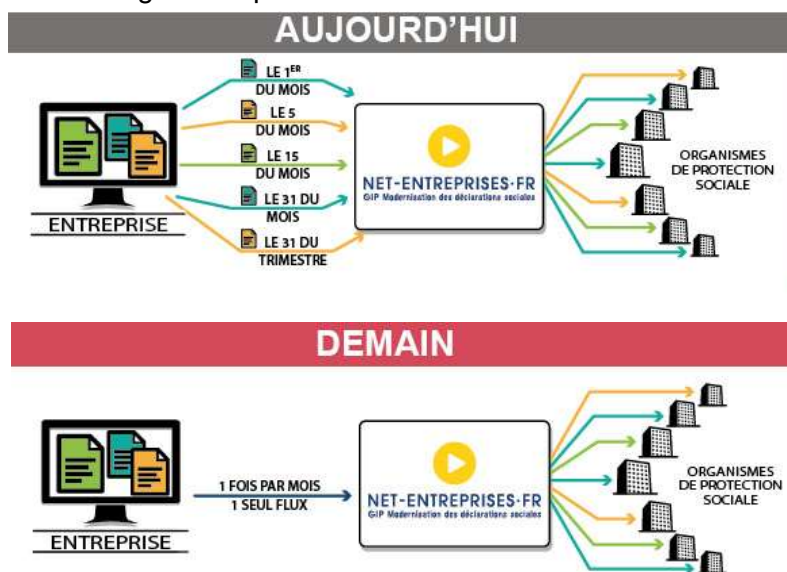 AUJOURD'HUI
LE 1ER
DU MOIS
LE 5
DU MOIS
LE 15
DU MOIS
LE 31 DU
MOIS
LE 31 DU
TRIMESTRE
ENTREPRISE
NET-ENTREPRISES·FR
GIP Modernisation des déclarations sociales
ORGANISMES
DE PROTECTION
SOCIALE
DEMAIN
1 FOIS PAR MOIS
1 SEUL FLUX
ENTREPRISE
NET-ENTREPRISES·FR
GIP Modernisation des déclarations sociales
ORGANISMES
DE PROTECTION
SOCIALE